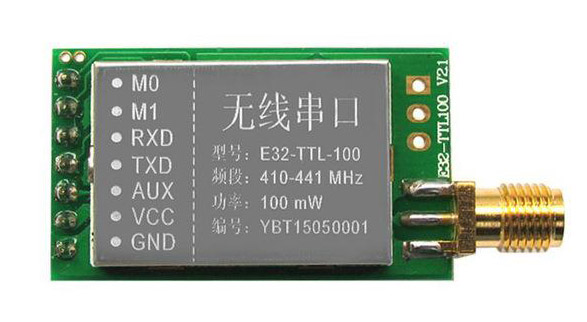 M0
M1
RXD
TXD
AUX
VCC
GND
无线串口
型号: E32-TTL-100
频段: 410-441 MHz
功率: 100 mW
编号: YBT15050001
E32-TTL100 V2.1